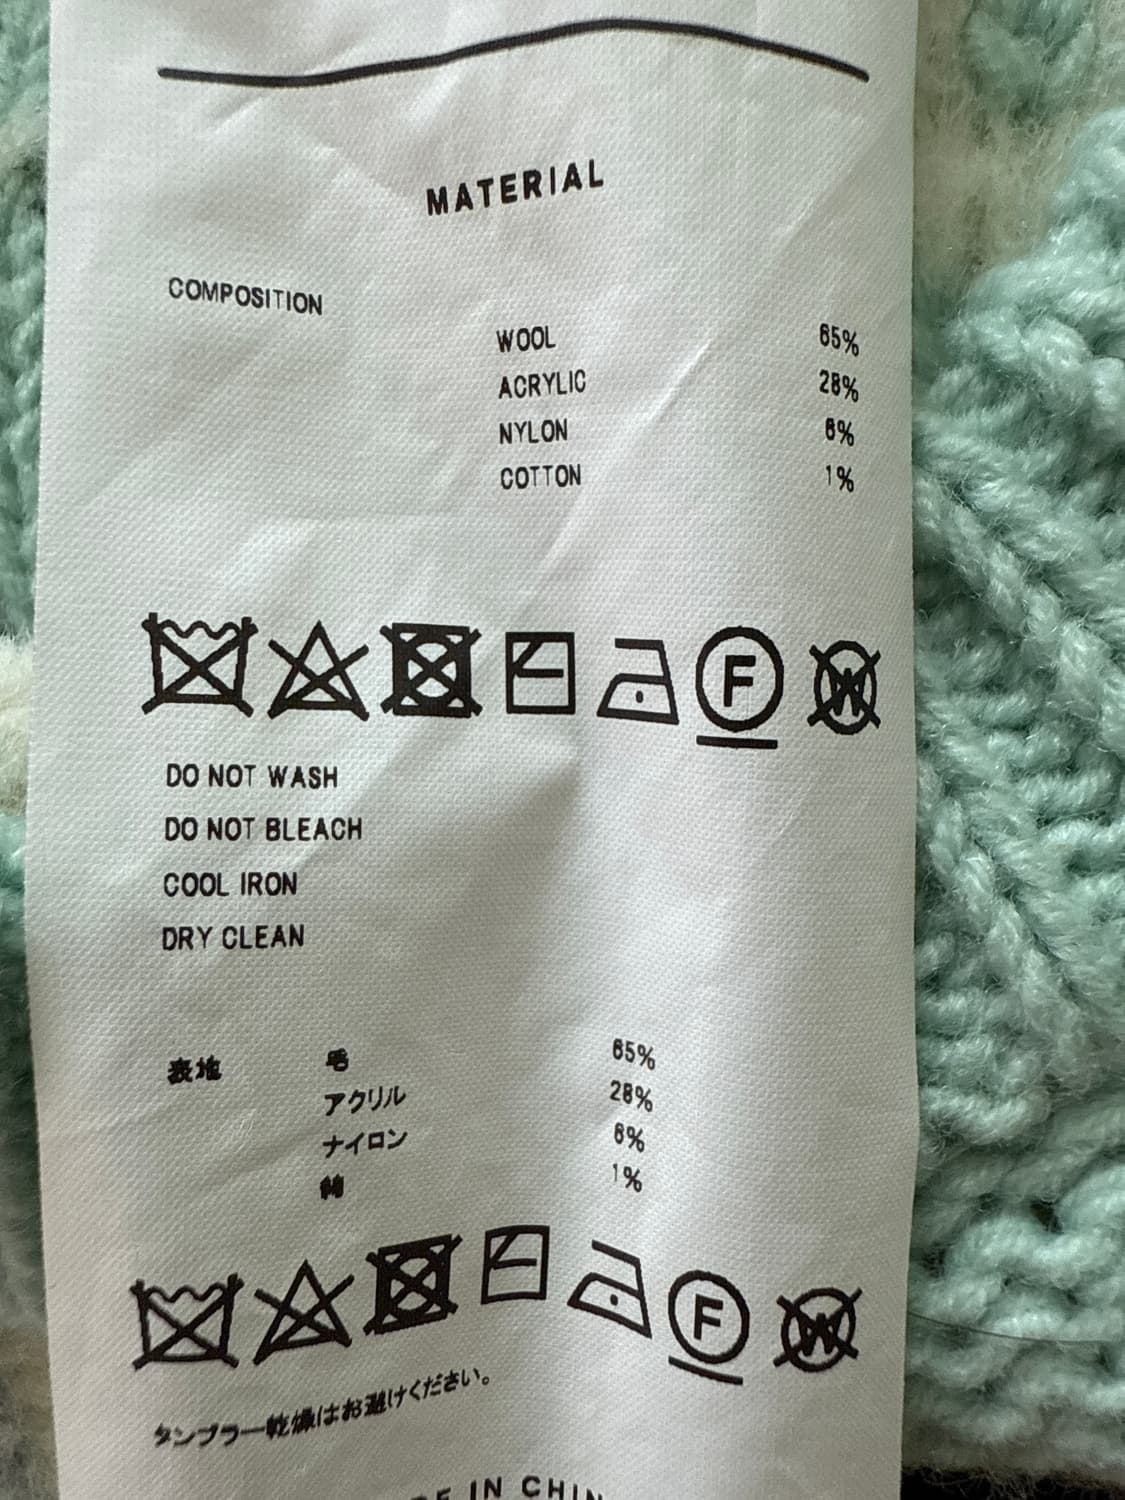 MATERIAL
COMPOSITION
WOOL 65%
ACRYLIC 28%
NYLON 6%
COTTON 1%
F
W
DO NOT WASH
DO NOT BLEACH
COOL IRON
DRY CLEAN
表地 毛 65%
アクリル 28%
ナイロン 6%
綿 1%
F
W
タンブラー乾燥はお避けください。
IN